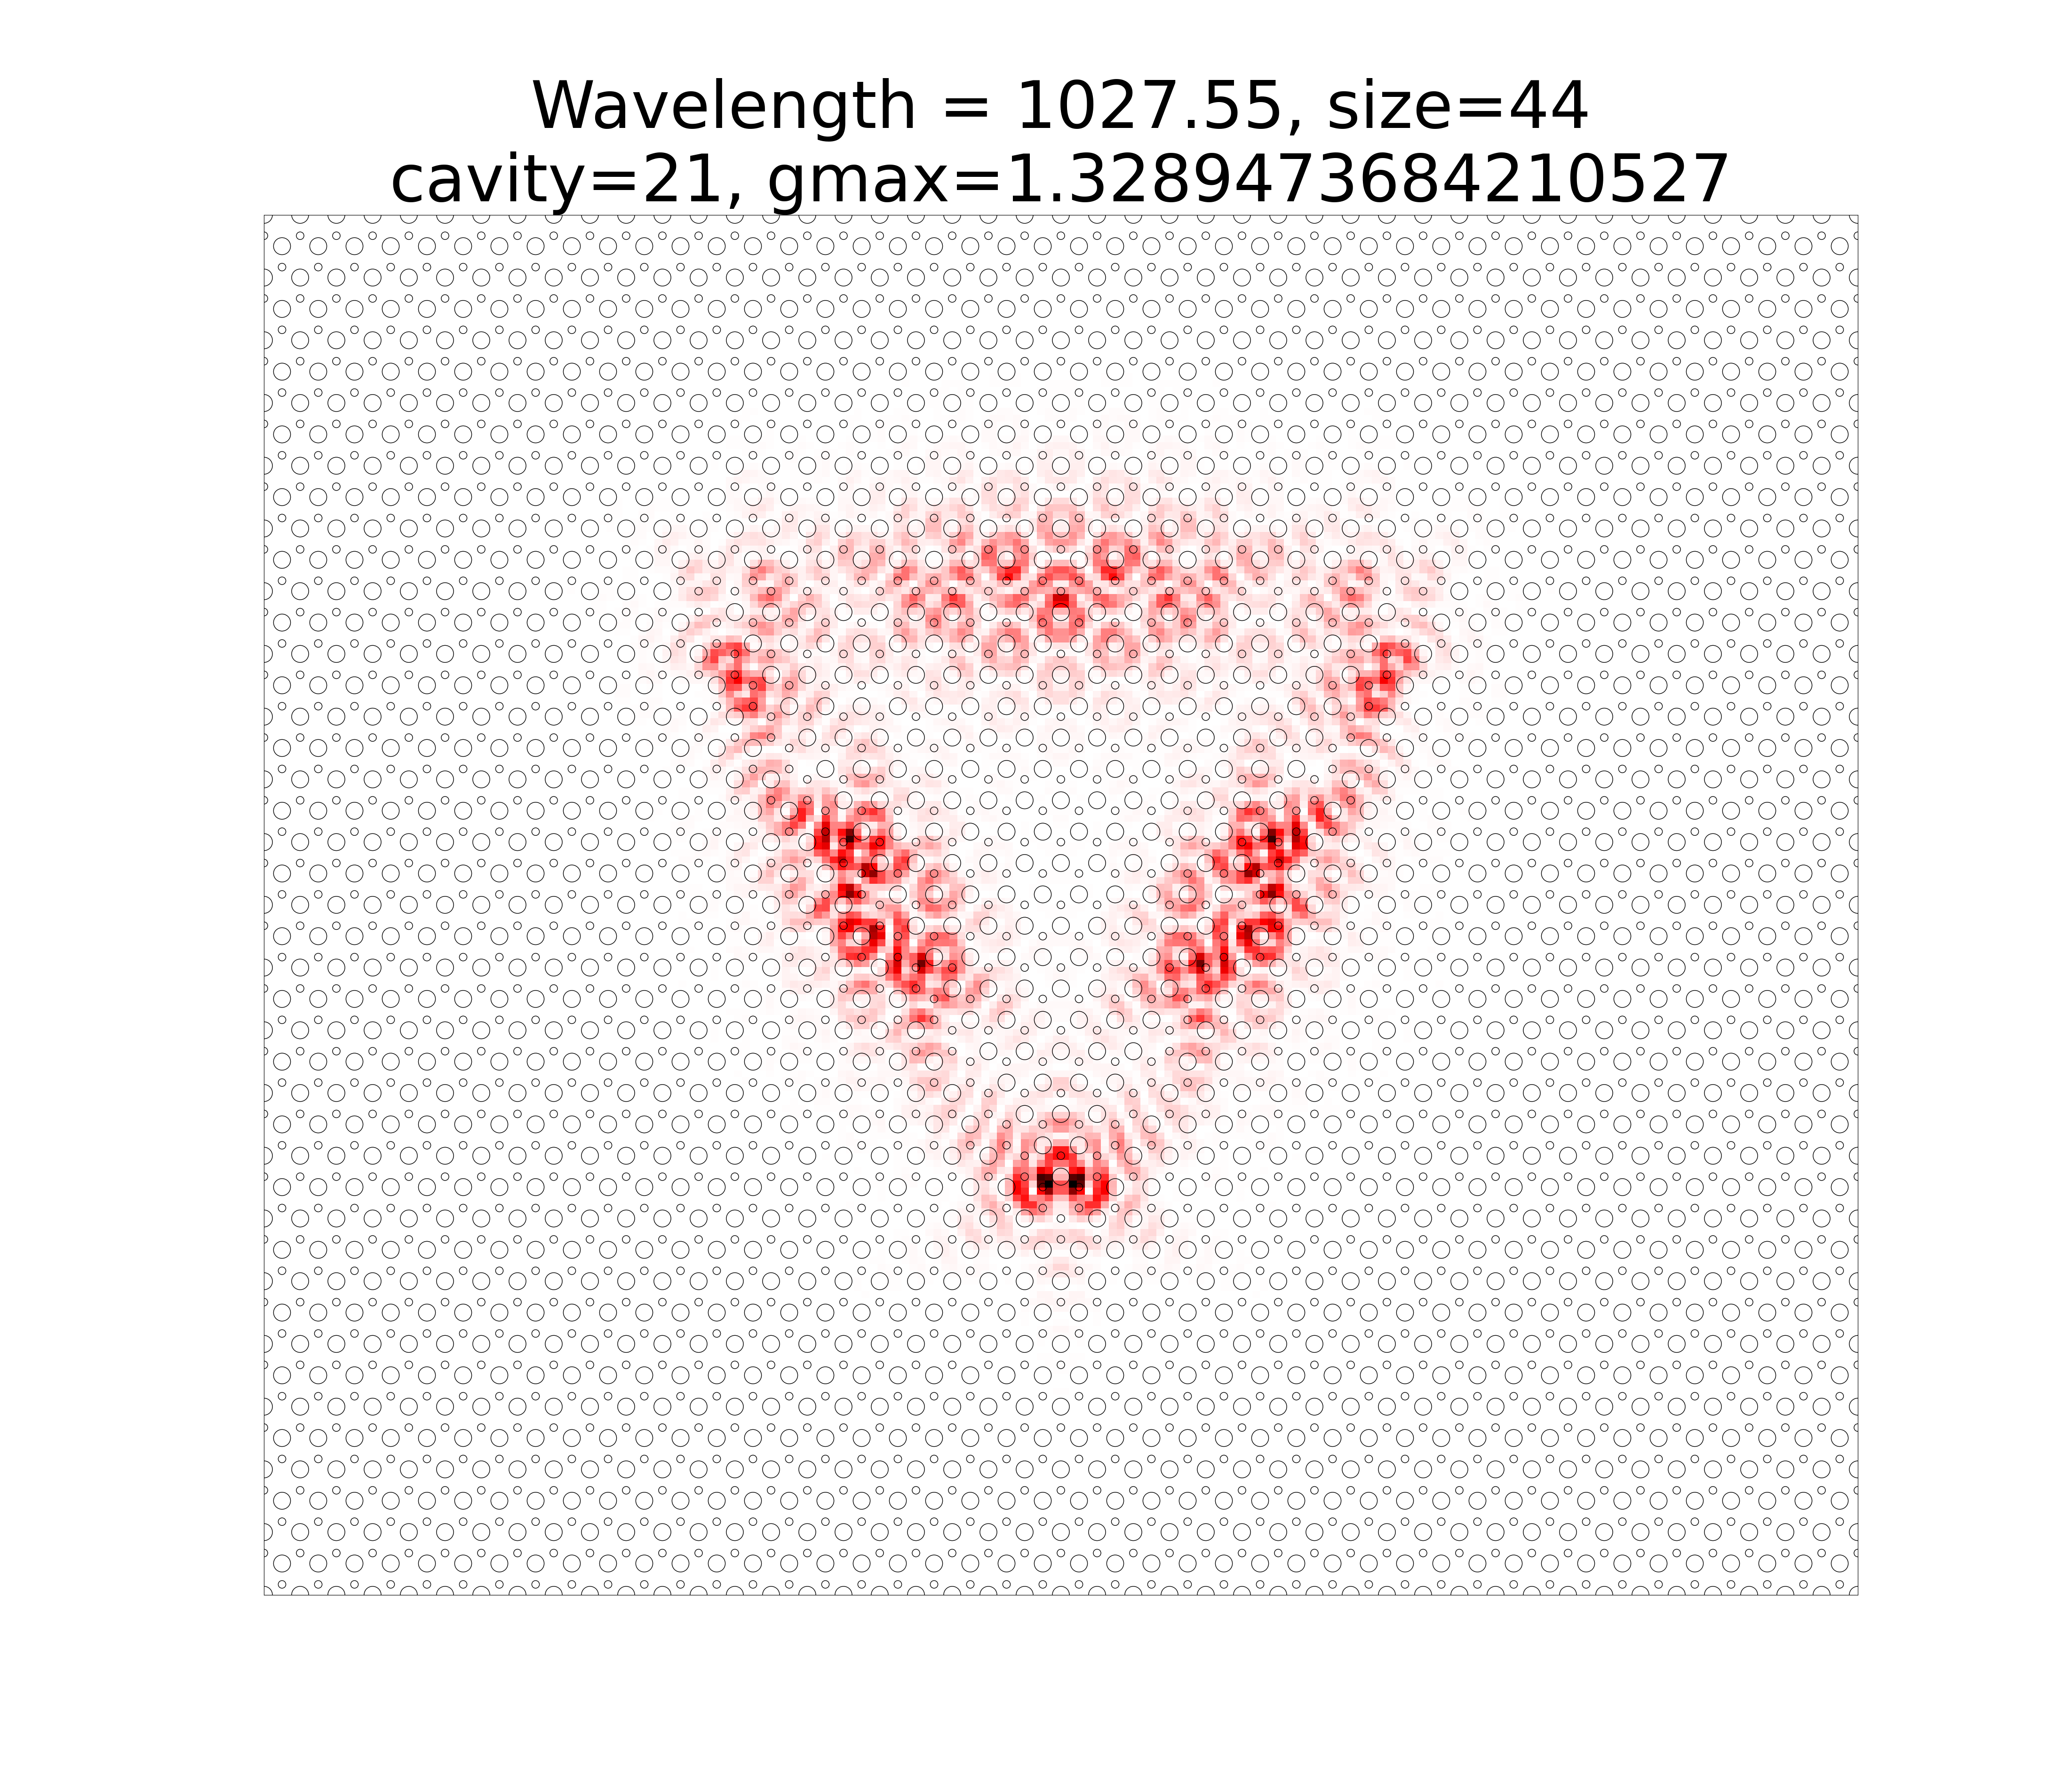 Wavelength = 1027.55, size=44
cavity=21, gmax=1.3289473684210527